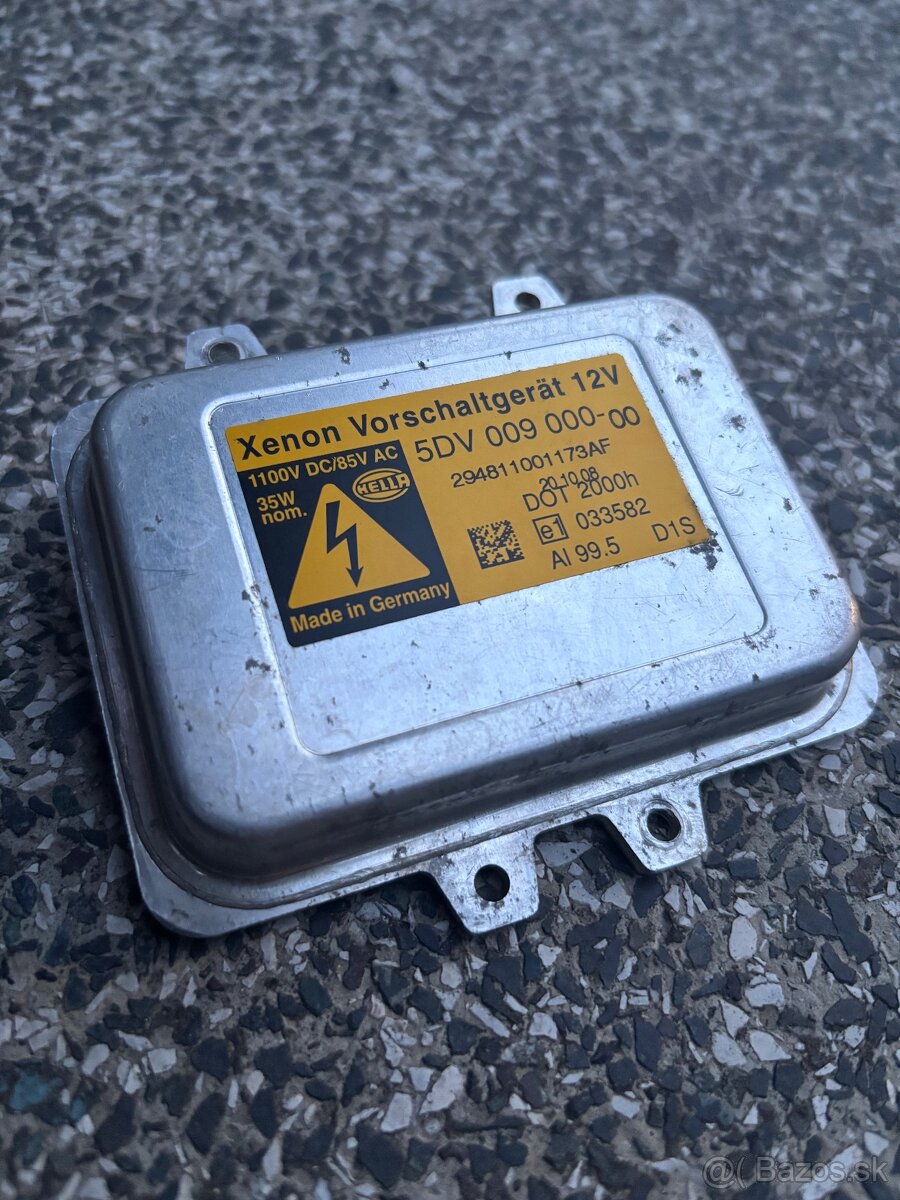 Xenon Vorschaltgerät 12V
1100V DC/85V AC
35W
nom.
HELLA
Made in Germany
5DV 009 000-00
294811001173AF
20.10.08
DOT 2000h
e1 033582
AI 99.5 D1S
@( Bazos.sk